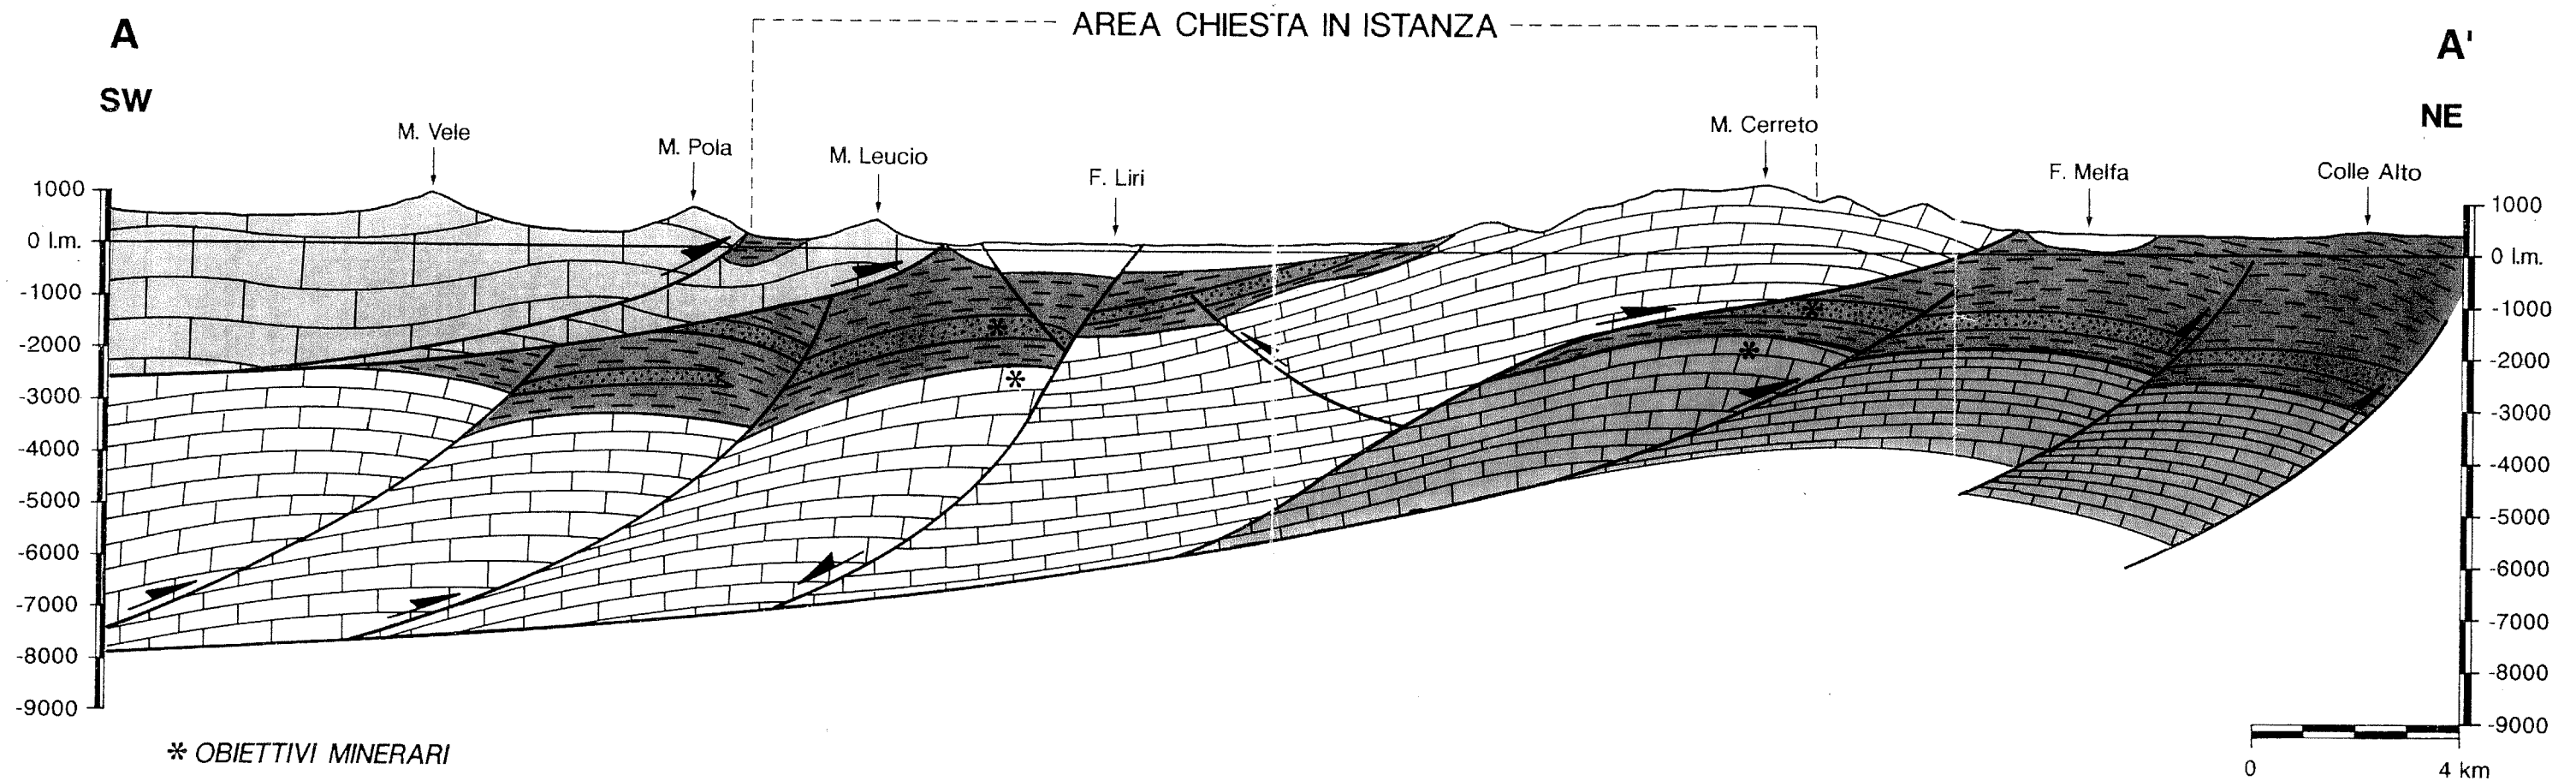 AREA CHIESTA IN ISTANZA
A
A'
SW
NE
M. Vele
M. Pola
M. Leucio
F. Liri
M. Cerreto
F. Melfa
Colle Alto
1000
0 l.m.
-1000
-2000
-3000
-4000
-5000
-6000
-7000
-8000
-9000
1000
0 l.m.
-1000
-2000
-3000
-4000
-5000
-6000
-7000
-8000
-9000
* OBIETTIVI MINERARI
0 4 km